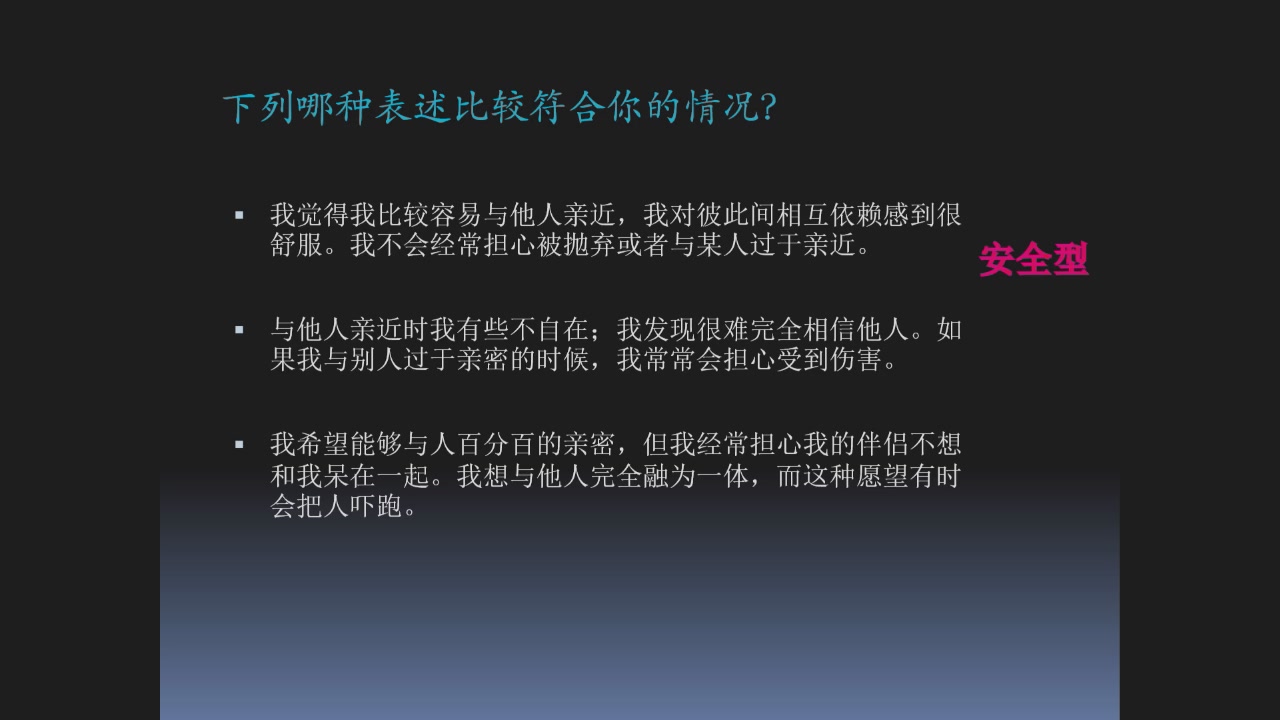 下列哪种表述比较符合你的情况?
▪ 我觉得我比较容易与他人亲近，我对彼此间相互依赖感到很
舒服。我不会经常担心被抛弃或者与某人过于亲近。
安全型
▪ 与他人亲近时我有些不自在；我发现很难完全相信他人。如
果我与别人过于亲密的时候，我常常会担心受到伤害。
▪ 我希望能够与人百分百的亲密，但我经常担心我的伴侣不想
和我呆在一起。我想与他人完全融为一体，而这种愿望有时
会把人吓跑。